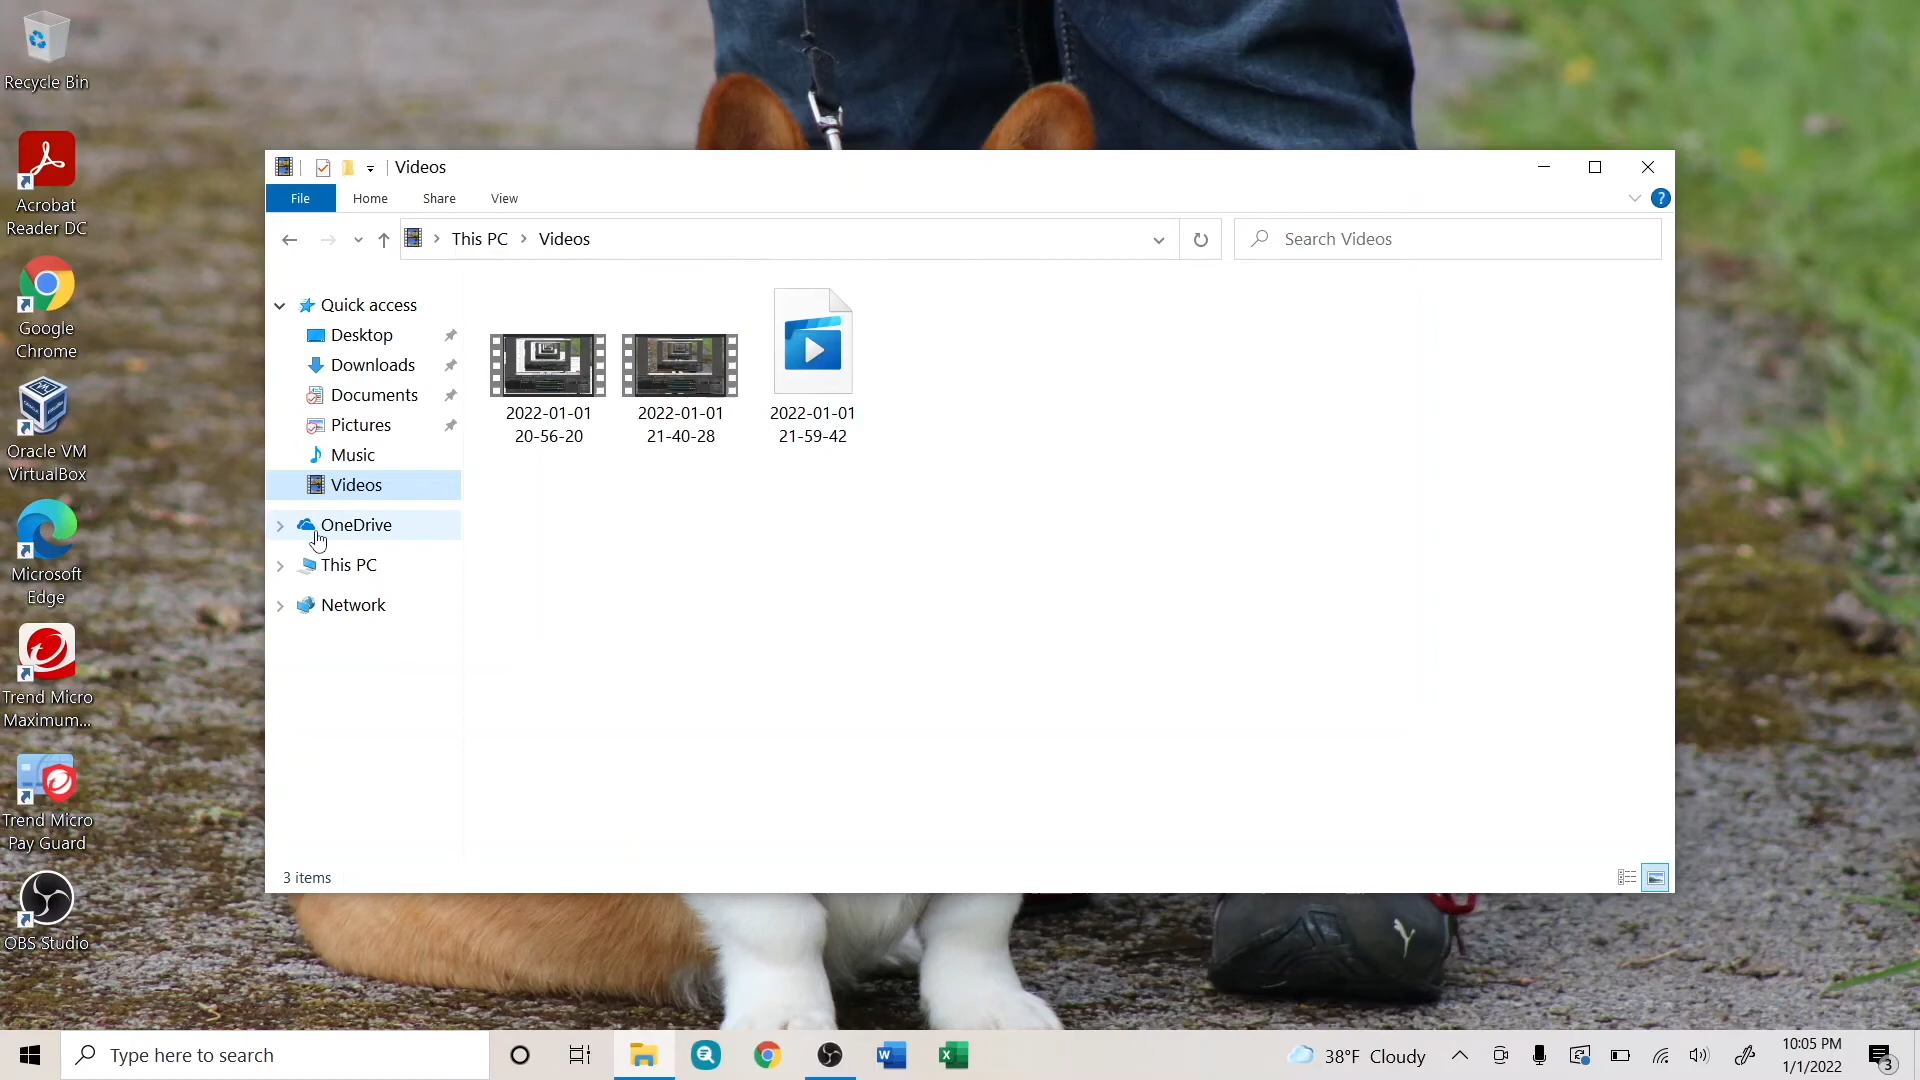 Recycle Bin
Acrobat
Reader DC
Google
Chrome
Oracle VM
VirtualBox
Microsoft
Edge
Trend Micro
Maximum...
Trend Micro
Pay Guard
OBS Studio
Videos
File Home Share View
This PC > Videos
Search Videos
Quick access
Desktop
Downloads
Documents
Pictures
Music
Videos
OneDrive
This PC
Network
2022-01-01
20-56-20
2022-01-01
21-40-28
2022-01-01
21-59-42
3 items
Type here to search
38°F Cloudy
10:05 PM
1/1/2022
3